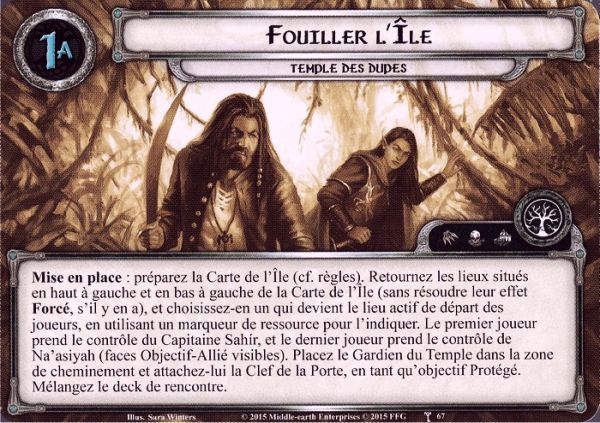 1A
FOUILLER L'ÎLE
TEMPLE DES DUPES
Mise en place : préparez la Carte de l'Île (cf. règles). Retournez les lieux situés
en haut à gauche et en bas à gauche de la Carte de l'Île (sans résoudre leur effet
Forcé, s'il y en a), et choisissez-en un qui devient le lieu actif de départ des
joueurs, en utilisant un marqueur de ressource pour l'indiquer. Le premier joueur
prend le contrôle du Capitaine Sahír, et le dernier joueur prend le contrôle de
Na'asiyah (faces Objectif-Allié visibles). Placez le Gardien du Temple dans la zone
de cheminement et attachez-lui la Clef de la Porte, en tant qu'objectif Protégé.
Mélangez le deck de rencontre.
Illus. Sara Winters © 2015 Middle-earth Enterprises © 2015 FFG 67